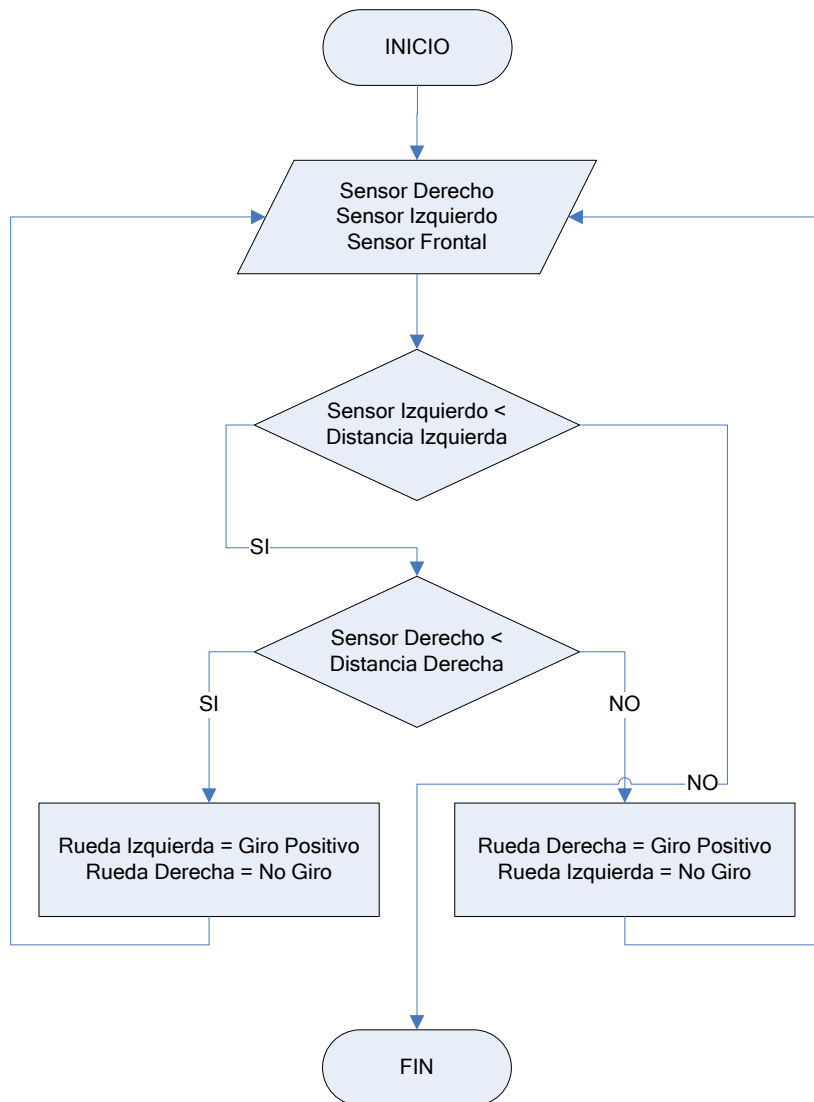 INICIO
Sensor Derecho
Sensor Izquierdo
Sensor Frontal
Sensor Izquierdo <
Distancia Izquierda
SI
Sensor Derecho <
Distancia Derecha
SI
NO
NO
Rueda Izquierda = Giro Positivo
Rueda Derecha = No Giro
Rueda Derecha = Giro Positivo
Rueda Izquierda = No Giro
FIN